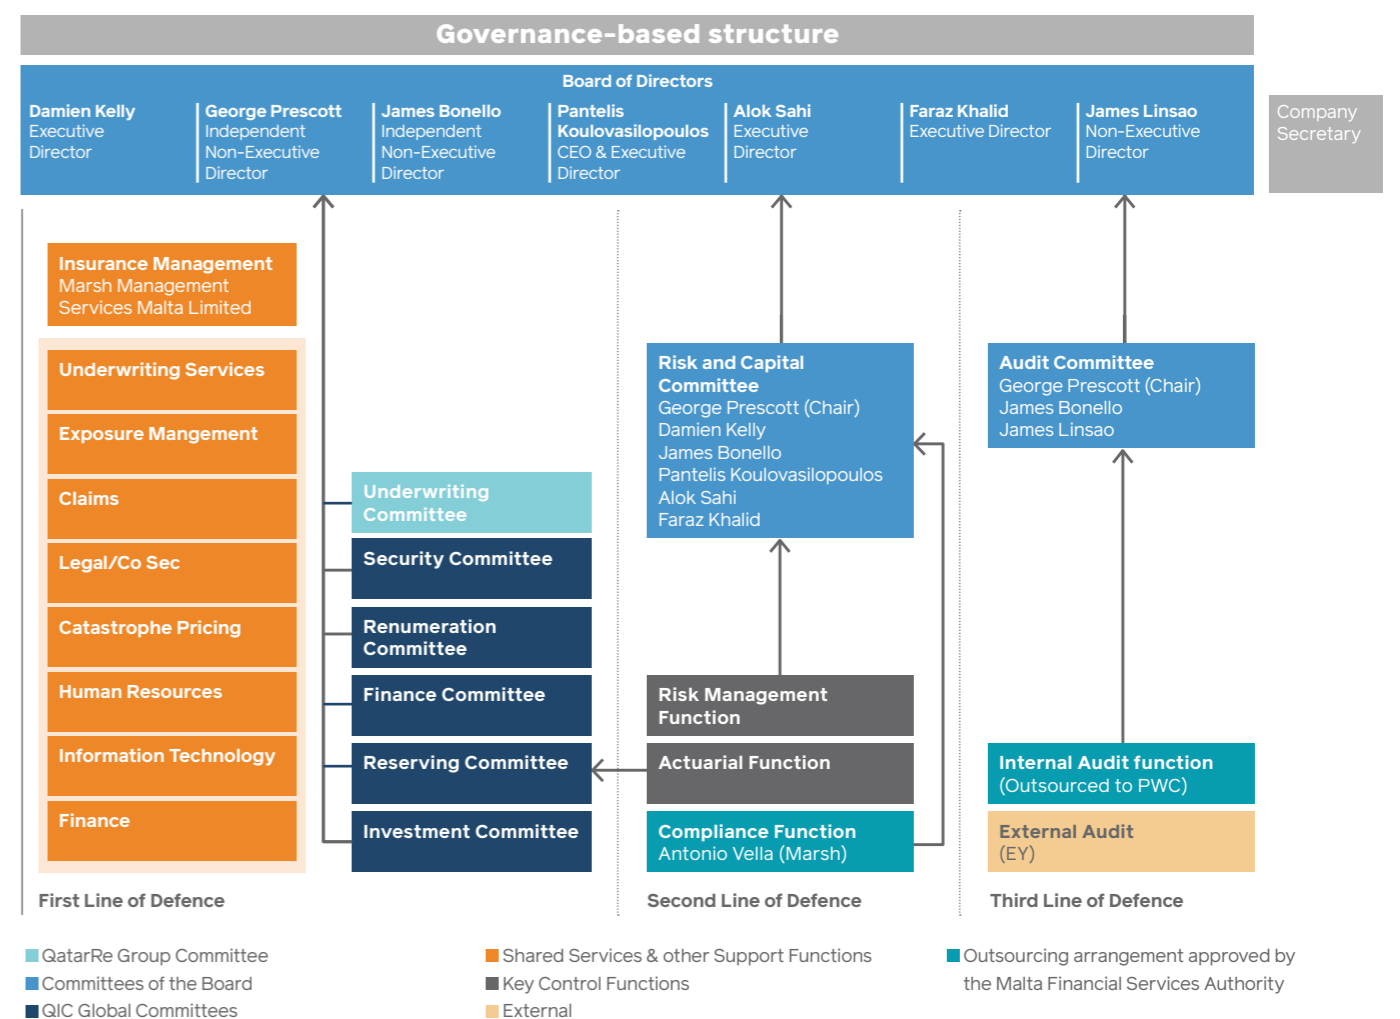 Governance-based structure
Board of Directors
Damien Kelly
Executive
Director
George Prescott
Independent
Non-Executive
Director
James Bonello
Independent
Non-Executive
Director
Pantelis
Koulovasilopoulos
CEO & Executive
Director
Alok Sahi
Executive
Director
Faraz Khalid
Executive Director
James Linsao
Non-Executive
Director
Company
Secretary
Insurance Management
Marsh Management
Services Malta Limited
Underwriting Services
Exposure Mangement
Claims
Legal/Co Sec
Catastrophe Pricing
Human Resources
Information Technology
Finance
Underwriting
Committee
Security Committee
Renumeration
Committee
Finance Committee
Reserving Committee
Investment Committee
First Line of Defence
Risk and Capital
Committee
George Prescott (Chair)
Damien Kelly
James Bonello
Pantelis Koulovasilopoulos
Alok Sahi
Faraz Khalid
Risk Management
Function
Actuarial Function
Compliance Function
Antonio Vella (Marsh)
Second Line of Defence
Audit Committee
George Prescott (Chair)
James Bonello
James Linsao
Internal Audit function
(Outsourced to PWC)
External Audit
(EY)
Third Line of Defence
QatarRe Group Committee
Committees of the Board
QIC Global Committees
Shared Services & other Support Functions
Key Control Functions
External
Outsourcing arrangement approved by
the Malta Financial Services Authority